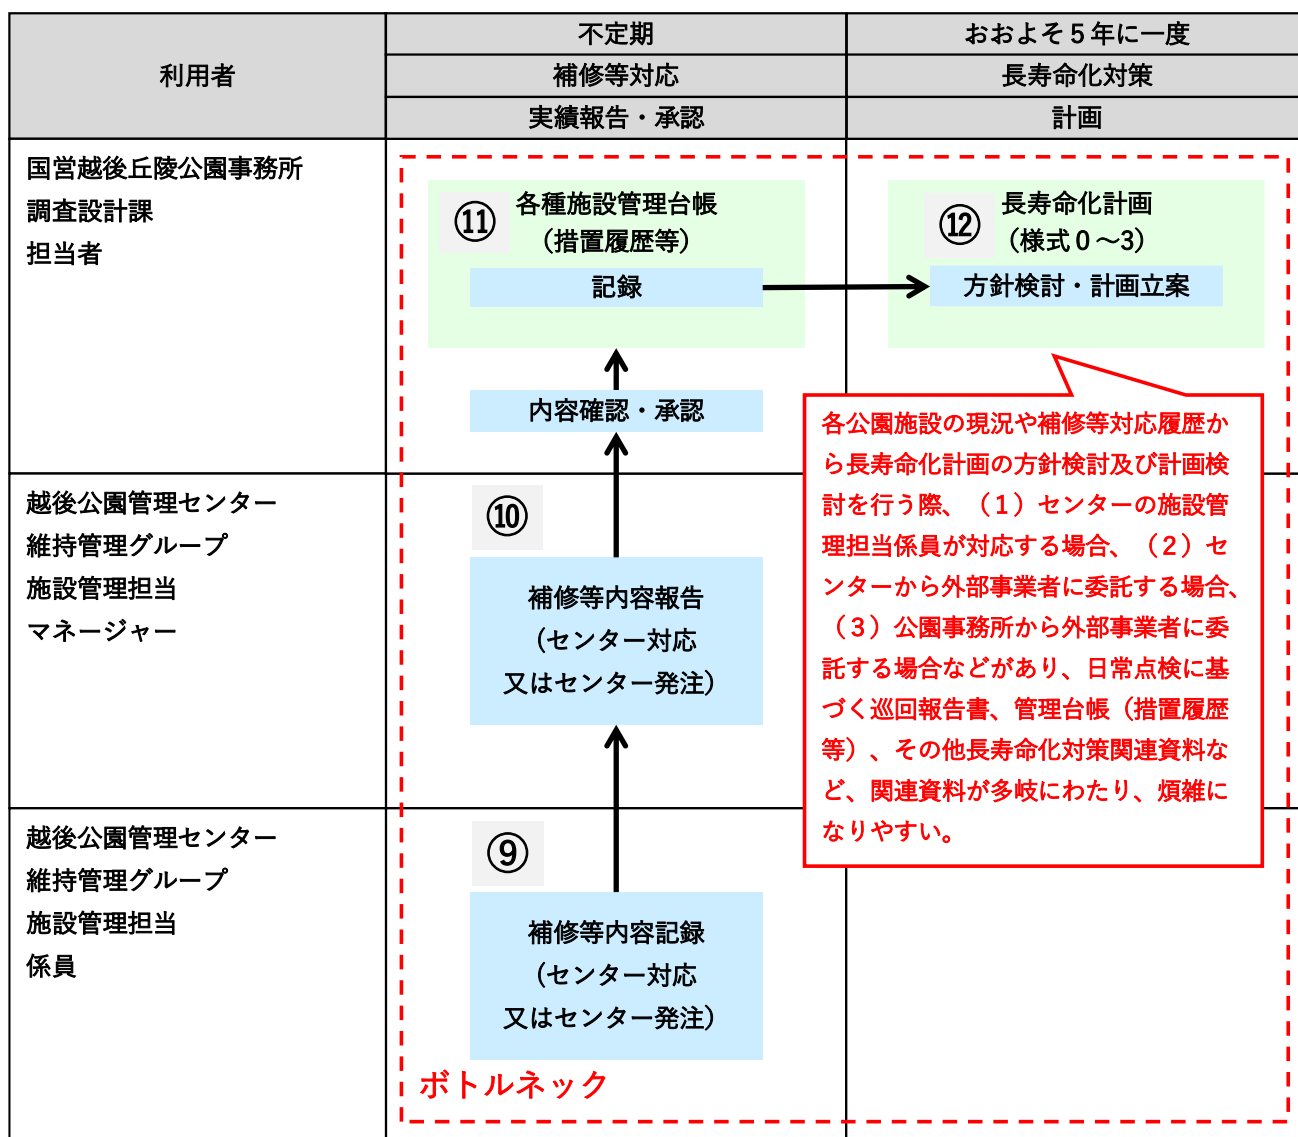 利用者
不定期
おおよそ５年に一度
補修等対応
長寿命化対策
実績報告・承認
計画
国営越後丘陵公園事務所
調査設計課
担当者
⑪
各種施設管理台帳
（措置履歴等）
記録
⑫
長寿命化計画
（様式０～3）
方針検討・計画立案
内容確認・承認
各公園施設の現況や補修等対応履歴か
ら長寿命化計画の方針検討及び計画検
討を行う際、（１）センターの施設管
理担当係員が対応する場合、（２）セ
ンターから外部事業者に委託する場合、
（３）公園事務所から外部事業者に委
託する場合などがあり、日常点検に基
づく巡回報告書、管理台帳（措置履歴
等）、その他長寿命化対策関連資料な
ど、関連資料が多岐にわたり、煩雑に
なりやすい。
越後公園管理センター
維持管理グループ
施設管理担当
マネージャー
⑩
補修等内容報告
（センター対応
又はセンター発注）
越後公園管理センター
維持管理グループ
施設管理担当
係員
⑨
補修等内容記録
（センター対応
又はセンター発注）
ボトルネック